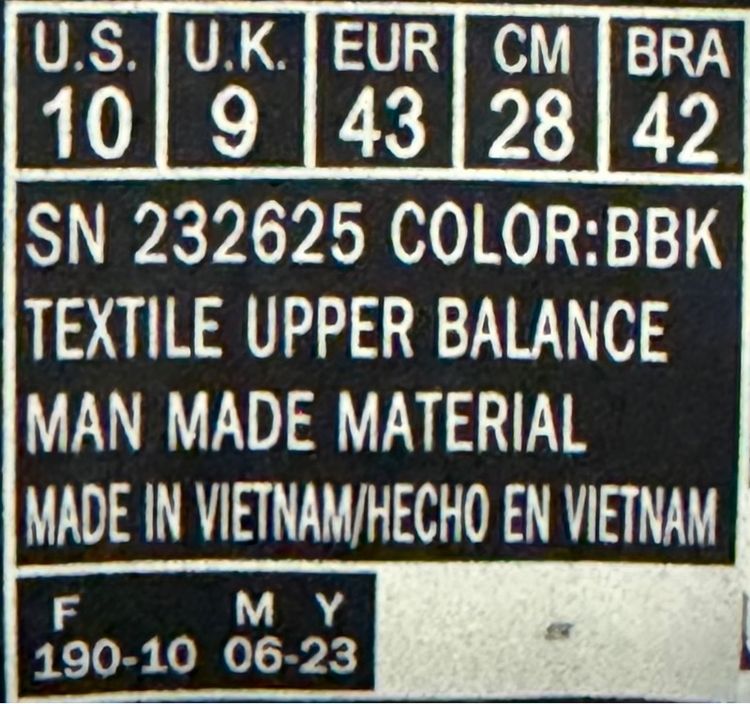 U.S. U.K. EUR CM BRA
10 9 43 28 42
SN 232625 COLOR:BBK
TEXTILE UPPER BALANCE
MAN MADE MATERIAL
MADE IN VIETNAM/HECHO EN VIETNAM
F M Y
190-10 06-23